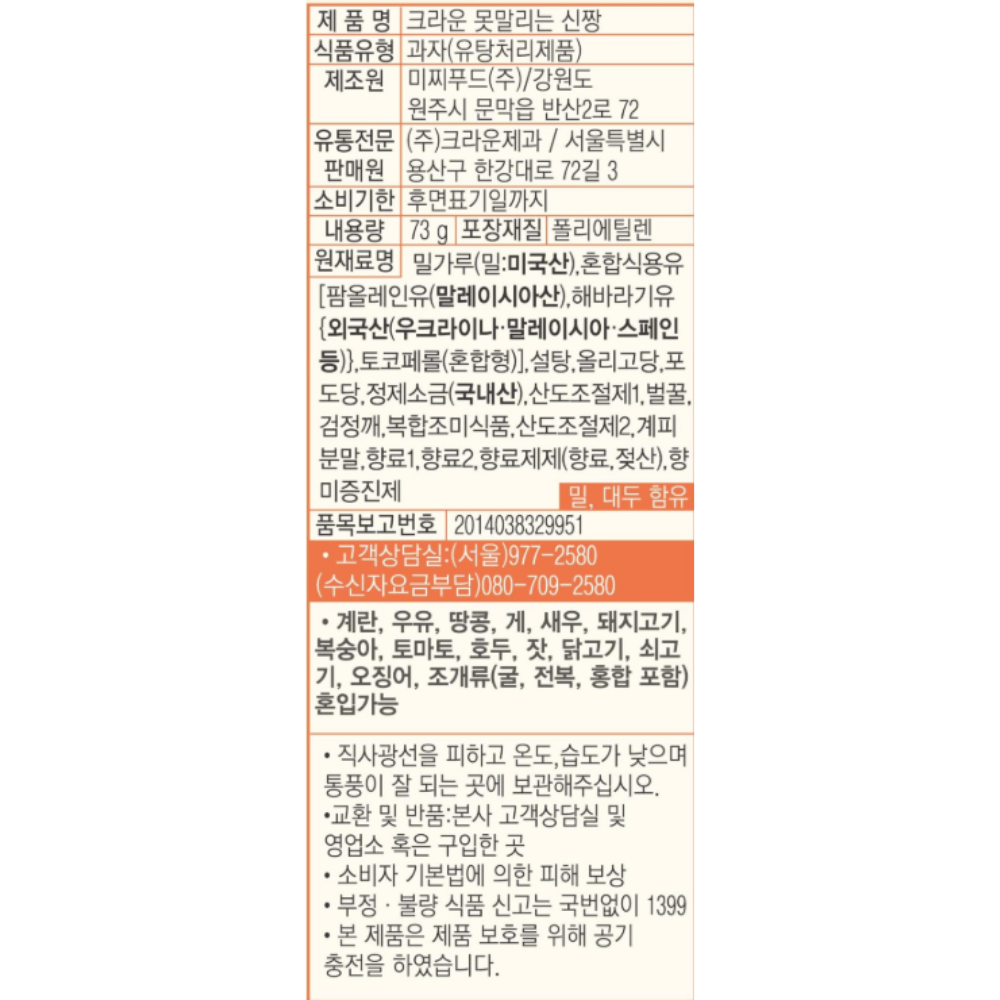 제 품 명 크라운 못말리는 신짱
식품유형 과자(유탕처리제품)
제조원 미찌푸드(주)/강원도
원주시 문막읍 반산2로 72
유통전문 (주)크라운제과 / 서울특별시
판매원 용산구 한강대로 72길 3
소비기한 후면표기일까지
내용량 73 g 포장재질 폴리에틸렌
원재료명 밀가루(밀:미국산),혼합식용유
[팜올레인유(말레이시아산),해바라기유
{외국산(우크라이나·말레이시아·스페인
등)},토코페롤(혼합형)],설탕,올리고당,포
도당,정제소금(국내산),산도조절제1,벌꿀,
검정깨,복합조미식품,산도조절제2,계피
분말,향료1,향료2,향료제제(향료,젖산),향
미증진제 밀, 대두 함유
품목보고번호 2014038329951
• 고객상담실:(서울)977-2580
(수신자요금부담)080-709-2580
• 계란, 우유, 땅콩, 게, 새우, 돼지고기,
복숭아, 토마토, 호두, 잣, 닭고기, 쇠고
기, 오징어, 조개류(굴, 전복, 홍합 포함)
혼입가능
• 직사광선을 피하고 온도,습도가 낮으며
통풍이 잘 되는 곳에 보관해주십시오.
•교환 및 반품:본사 고객상담실 및
영업소 혹은 구입한 곳
• 소비자 기본법에 의한 피해 보상
• 부정 · 불량 식품 신고는 국번없이 1399
• 본 제품은 제품 보호를 위해 공기
충전을 하였습니다.